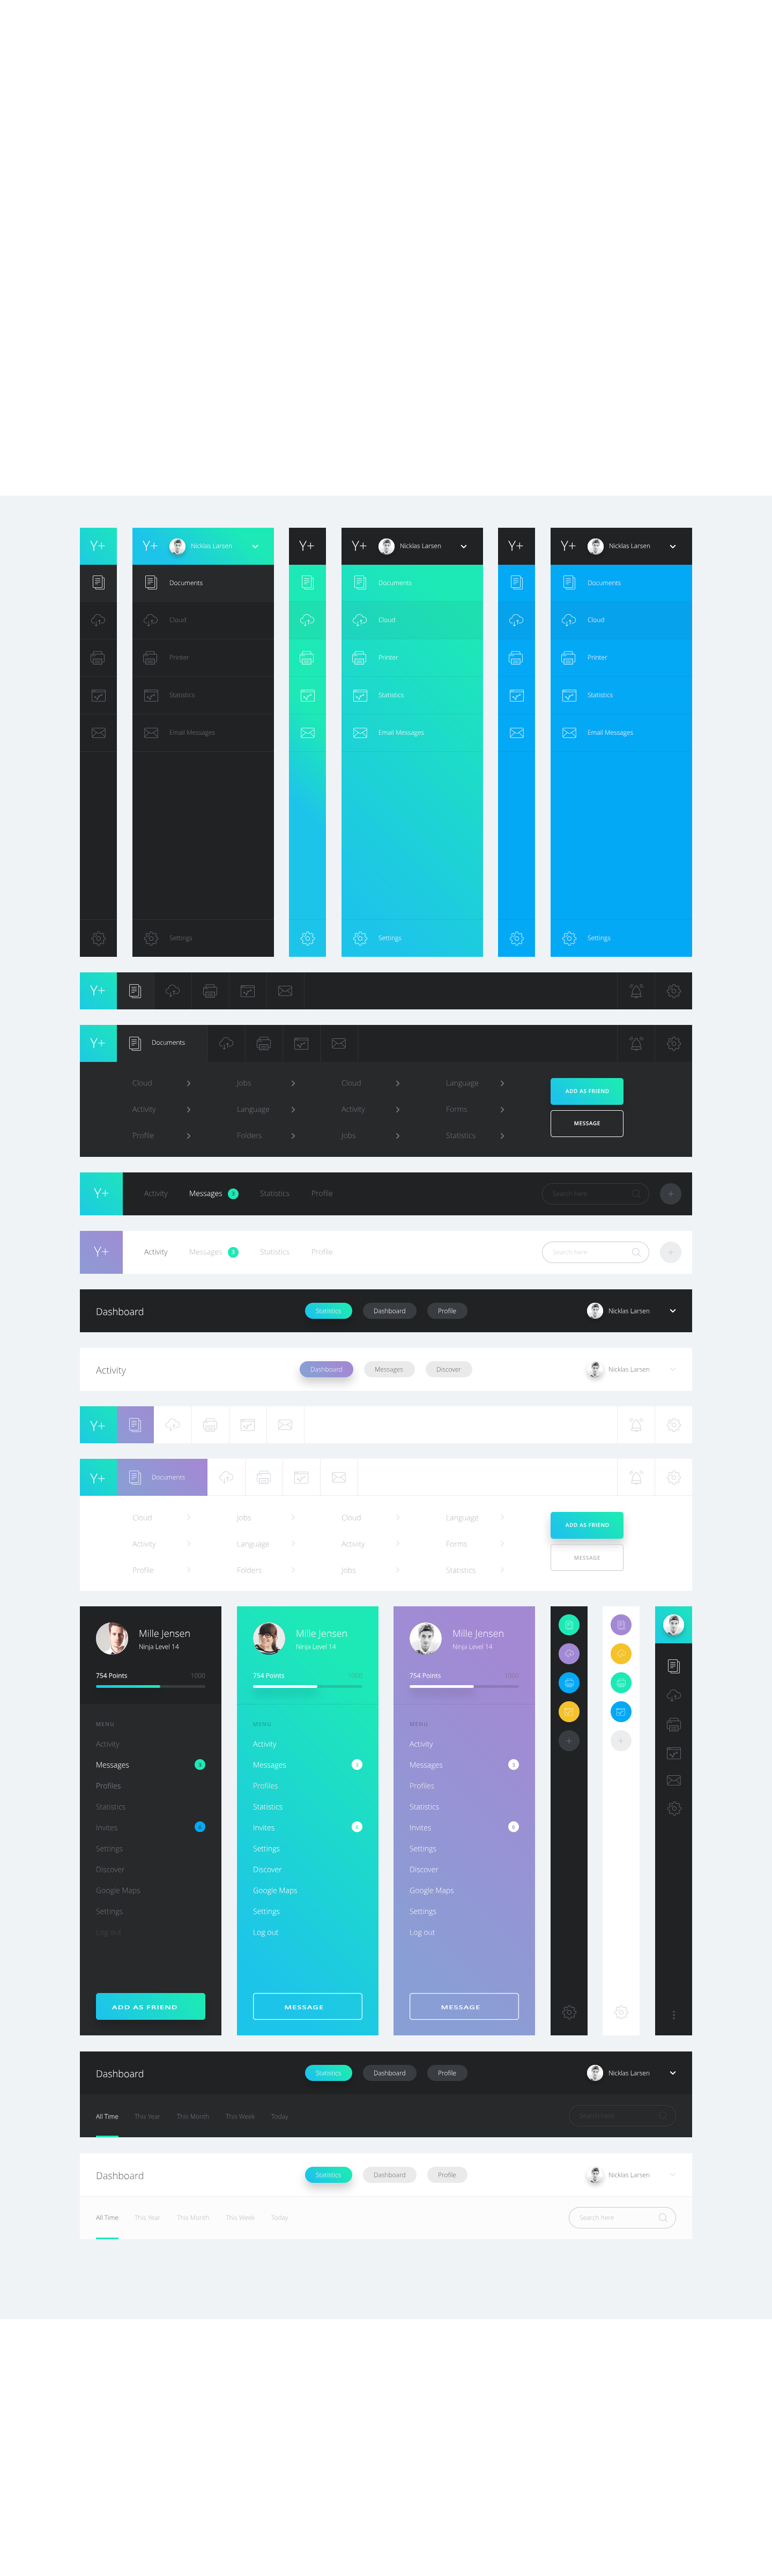 Y+
Y+ Nicklas Larsen
Y+
Y+ Nicklas Larsen
Y+
Y+ Nicklas Larsen
Documents
Documents
Documents
Cloud
Cloud
Cloud
Printer
Printer
Printer
Statistics
Statistics
Statistics
Email Messages
Email Messages
Email Messages
Settings
Settings
Settings
Y+
Y+ Documents
Cloud Jobs Cloud Language
ADD AS FRIEND
Activity Language Activity Forms
MESSAGE
Profile Folders Jobs Statistics
Y+ Activity Messages 3 Statistics Profile Search here +
Y+ Activity Messages 3 Statistics Profile Search here +
Dashboard Statistics Dashboard Profile Nicklas Larsen
Activity Dashboard Messages Discover Nicklas Larsen
Y+
Y+ Documents
Cloud Jobs Cloud Language
ADD AS FRIEND
Activity Language Activity Forms
MESSAGE
Profile Folders Jobs Statistics
Mille Jensen
Ninja Level 14
754 Points 1000
MENU
Activity
Messages 3
Profiles
Statistics
Invites 6
Settings
Discover
Google Maps
Settings
Log out
ADD AS FRIEND
Mille Jensen
Ninja Level 14
754 Points 1000
MENU
Activity
Messages 3
Profiles
Statistics
Invites 6
Settings
Discover
Google Maps
Settings
Log out
MESSAGE
Mille Jensen
Ninja Level 14
754 Points 1000
MENU
Activity
Messages 3
Profiles
Statistics
Invites 6
Settings
Discover
Google Maps
Settings
Log out
MESSAGE
+
+
Dashboard Statistics Dashboard Profile Nicklas Larsen
All Time This Year This Month This Week Today Search here
Dashboard Statistics Dashboard Profile Nicklas Larsen
All Time This Year This Month This Week Today Search here